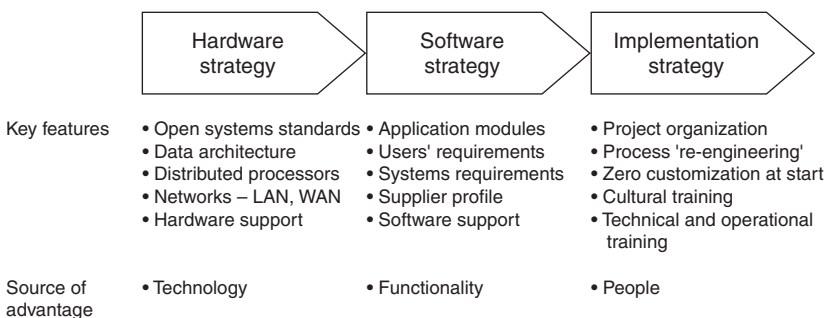 Hardware
strategy
Software
strategy
Implementation
strategy
Key features
• Open systems standards
• Data architecture
• Distributed processors
• Networks – LAN, WAN
• Hardware support
• Application modules
• Users' requirements
• Systems requirements
• Supplier profile
• Software support
• Project organization
• Process 're-engineering'
• Zero customization at start
• Cultural training
• Technical and operational
training
Source of
advantage
• Technology
• Functionality
• People